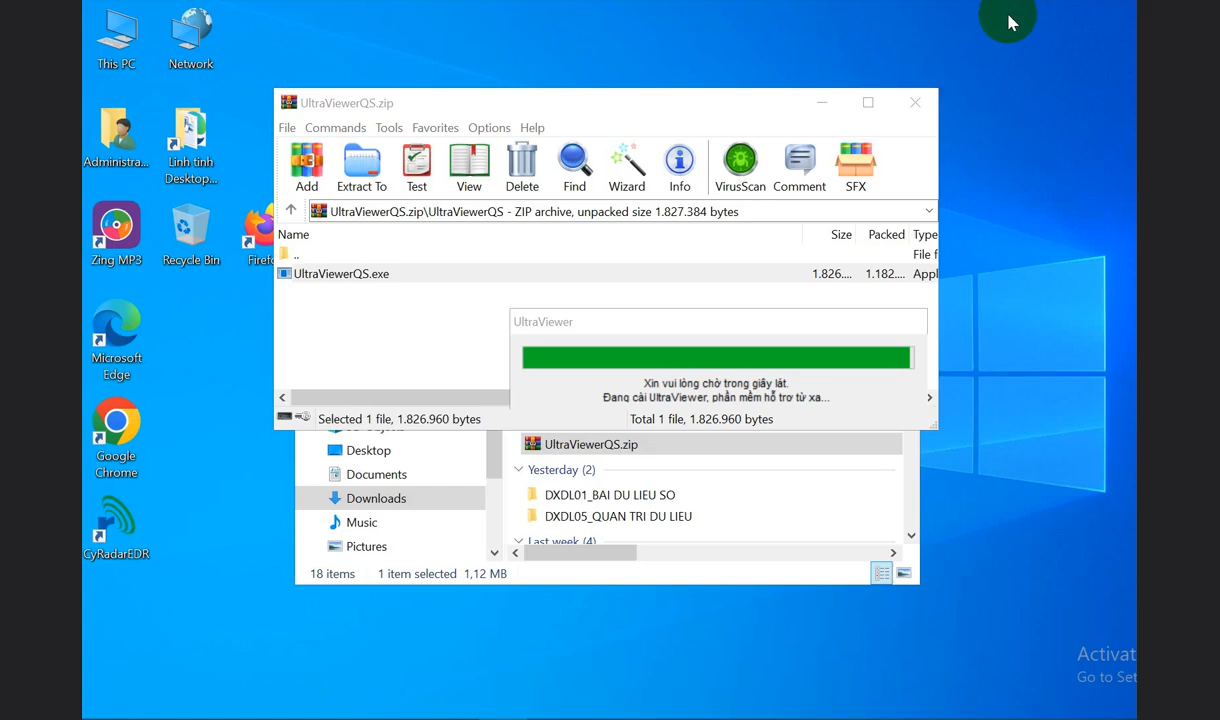 This PC
Network
Administra...
Linh tinh
Desktop...
Zing MP3
Recycle Bin
Firefo
Microsoft
Edge
Google
Chrome
CyRadarEDR
UltraViewerQS.zip
File Commands Tools Favorites Options Help
Add Extract To Test View Delete Find Wizard Info VirusScan Comment SFX
UltraViewerQS.zip\UltraViewerQS - ZIP archive, unpacked size 1.827.384 bytes
Name Size Packed Type
.. File f
UltraViewerQS.exe 1.826.... 1.182.... Appl
UltraViewer
Xin vui lòng chờ trong giây lát.
Đang cài UltraViewer, phần mềm hỗ trợ từ xa...
Selected 1 file, 1.826.960 bytes
Total 1 file, 1.826.960 bytes
Desktop
Documents
Downloads
Music
Pictures
UltraViewerQS.zip
Yesterday (2)
DXDL01_BAI DU LIEU SO
DXDL05_QUAN TRI DU LIEU
Last week (4)
18 items 1 item selected 1,12 MB
Activat
Go to Set